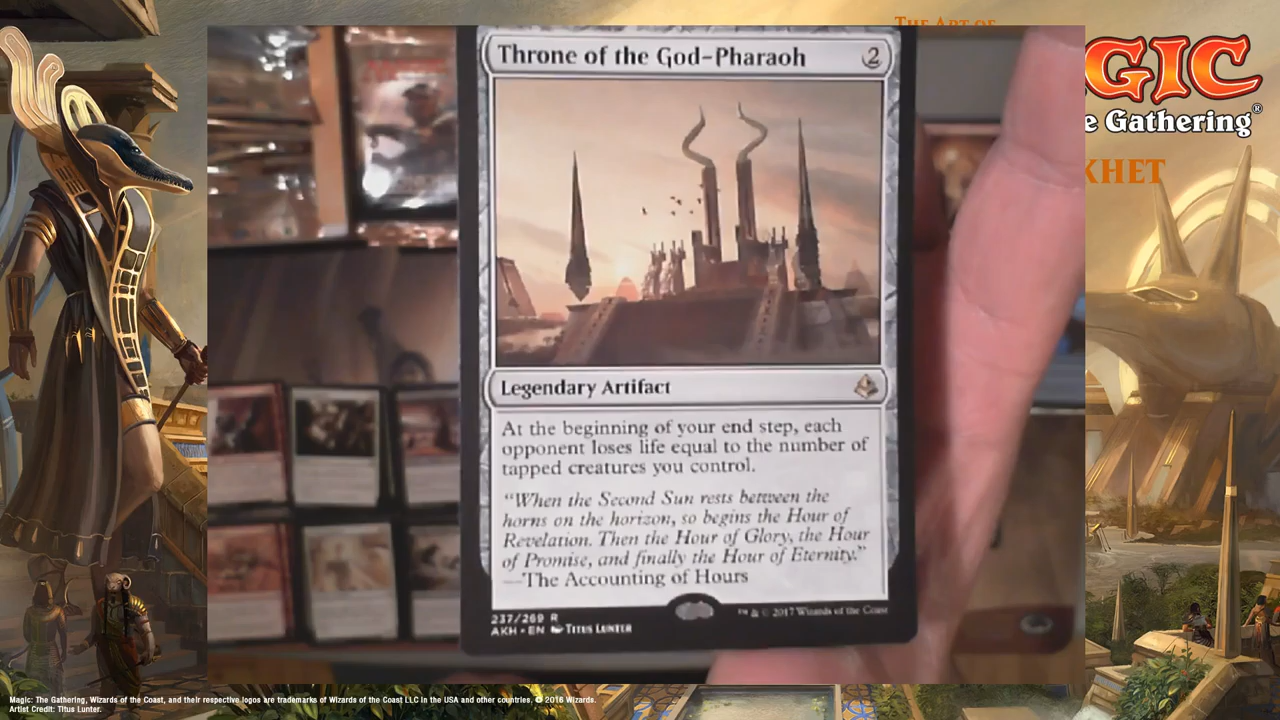 THE ART OF
GIC
e Gathering®
KHET
Throne of the God-Pharaoh 2
Legendary Artifact
At the beginning of your end step, each
opponent loses life equal to the number of
tapped creatures you control.
“When the Second Sun rests between the
horns on the horizon, so begins the Hour of
Revelation. Then the Hour of Glory, the Hour
of Promise, and finally the Hour of Eternity.”
—The Accounting of Hours
237/269 R
AKH • EN TITUS LUNTER
™ & © 2017 Wizards of the Coast
Magic: The Gathering, Wizards of the Coast, and their respective logos are trademarks of Wizards of the Coast LLC in the USA and other countries. © 2016 Wizards.
Artist Credit: Titus Lunter.